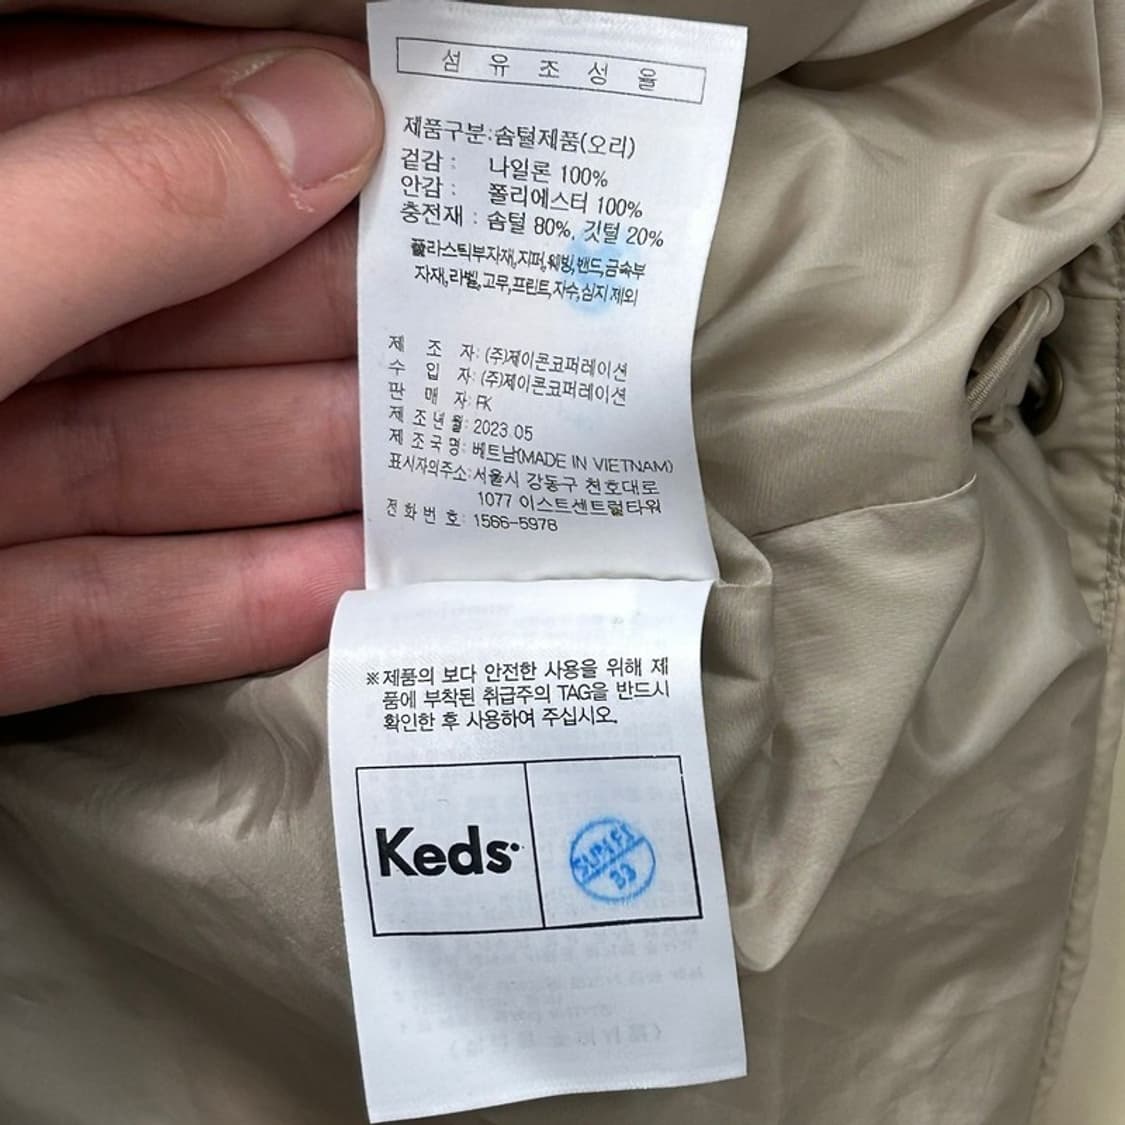 섬 유 조 성 율
제품구분:솜털제품(오리)
겉감 : 나일론 100%
안감 : 폴리에스터 100%
충전재 : 솜털 80%, 깃털 20%
플라스틱부자재,지퍼,웨빙,밴드,금속부
자재,라벨,고무,프린트,자수,심지 제외
제 조 자: (주)제이콘코퍼레이션
수 입 자: (주)제이콘코퍼레이션
판 매 자: FK
제 조 년 월: 2023.05
제 조 국 명: 베트남(MADE IN VIETNAM)
표시자의주소:서울시 강동구 천호대로
1077 이스트센트럴타워
전 화 번 호: 1566-5978
※제품의 보다 안전한 사용을 위해 제
품에 부착된 취급주의 TAG을 반드시
확인한 후 사용하여 주십시오.
Keds
33